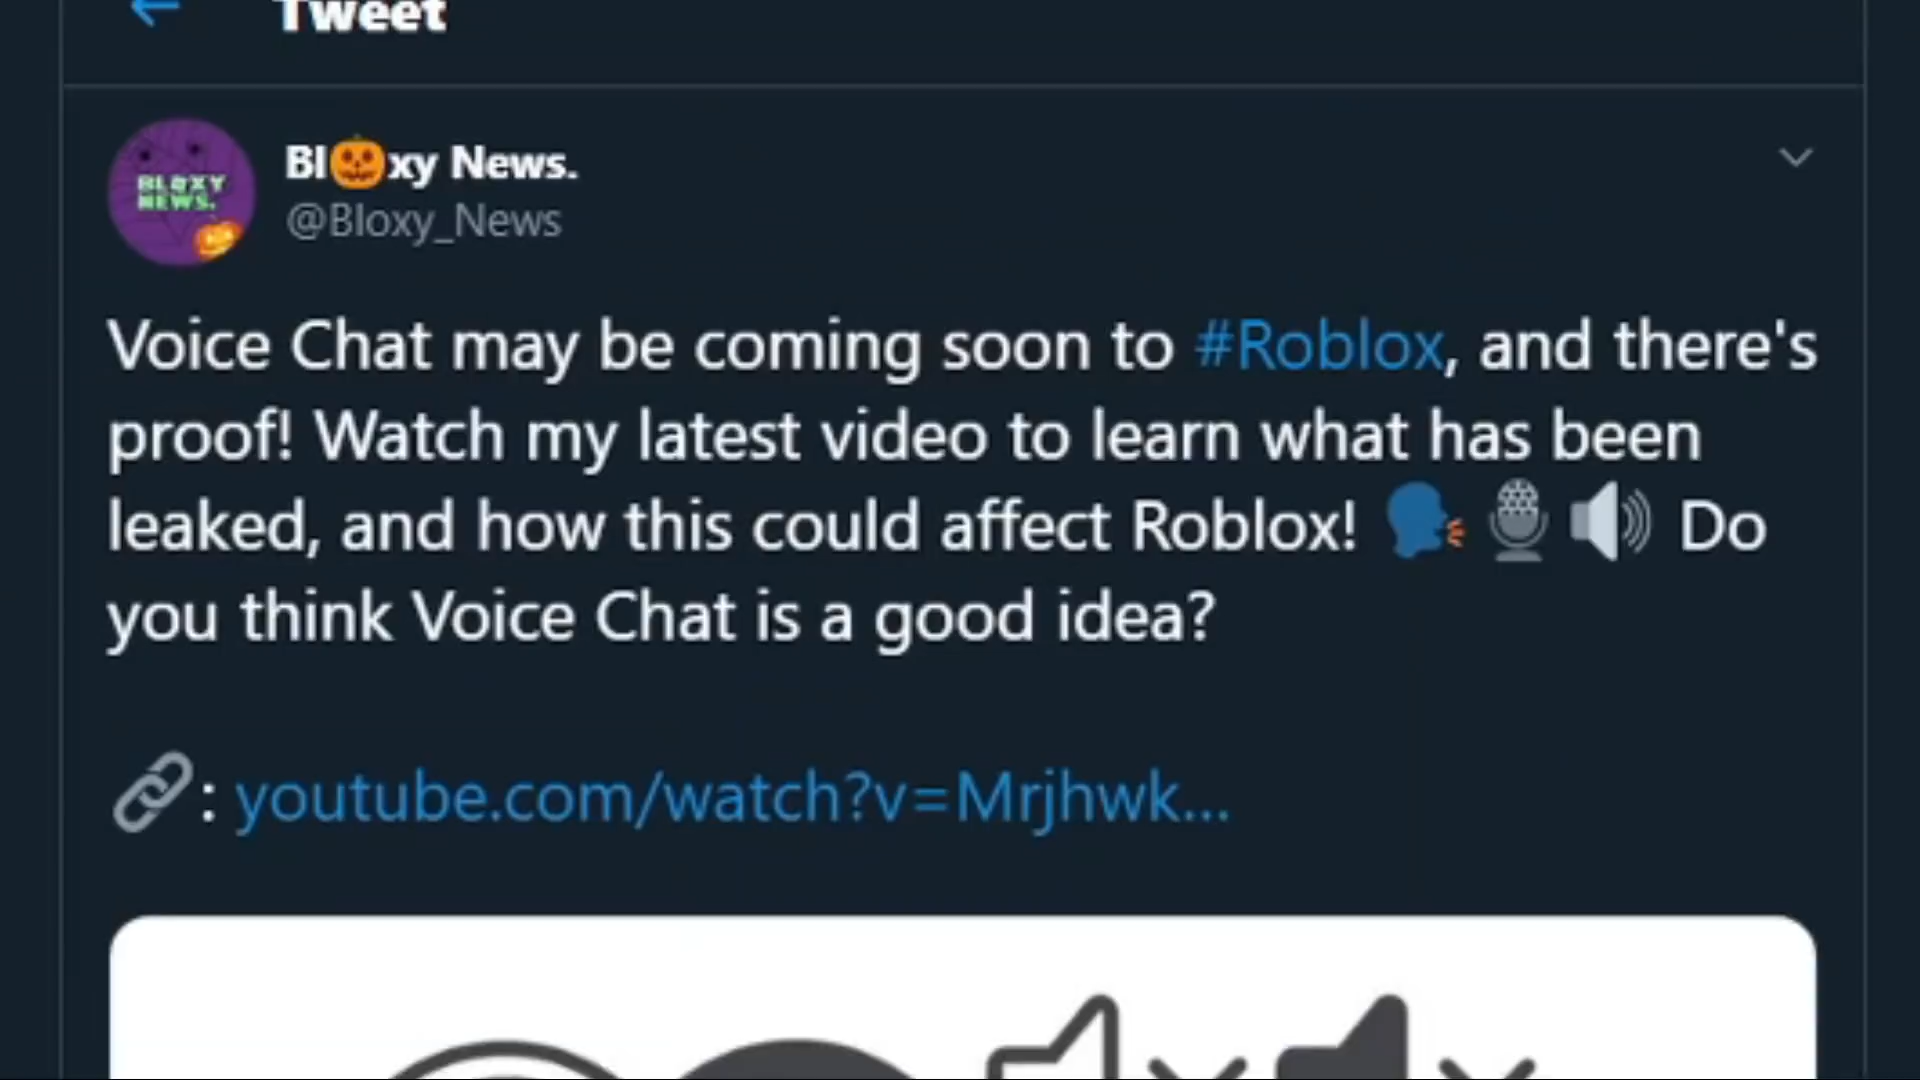 Tweet
BLOXY
NEWS.
Bl🎃xy News.
@Bloxy_News
Voice Chat may be coming soon to #Roblox, and there's
proof! Watch my latest video to learn what has been
leaked, and how this could affect Roblox! 🗣🎙🔊 Do
you think Voice Chat is a good idea?
🔗: youtube.com/watch?v=Mrjhwk...